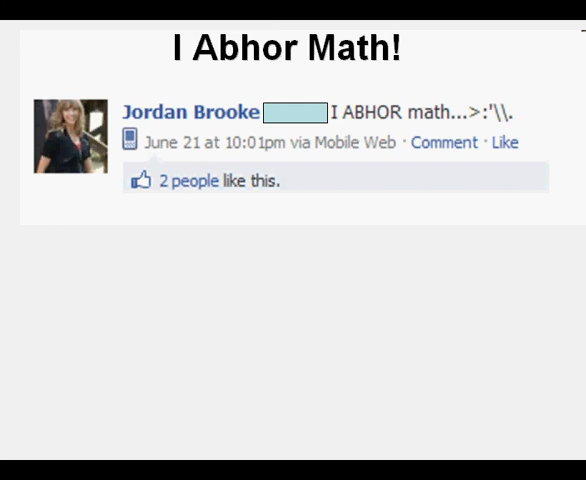 I Abhor Math!
Jordan Brooke I ABHOR math...>:'\\.
June 21 at 10:01pm via Mobile Web · Comment · Like
2 people like this.